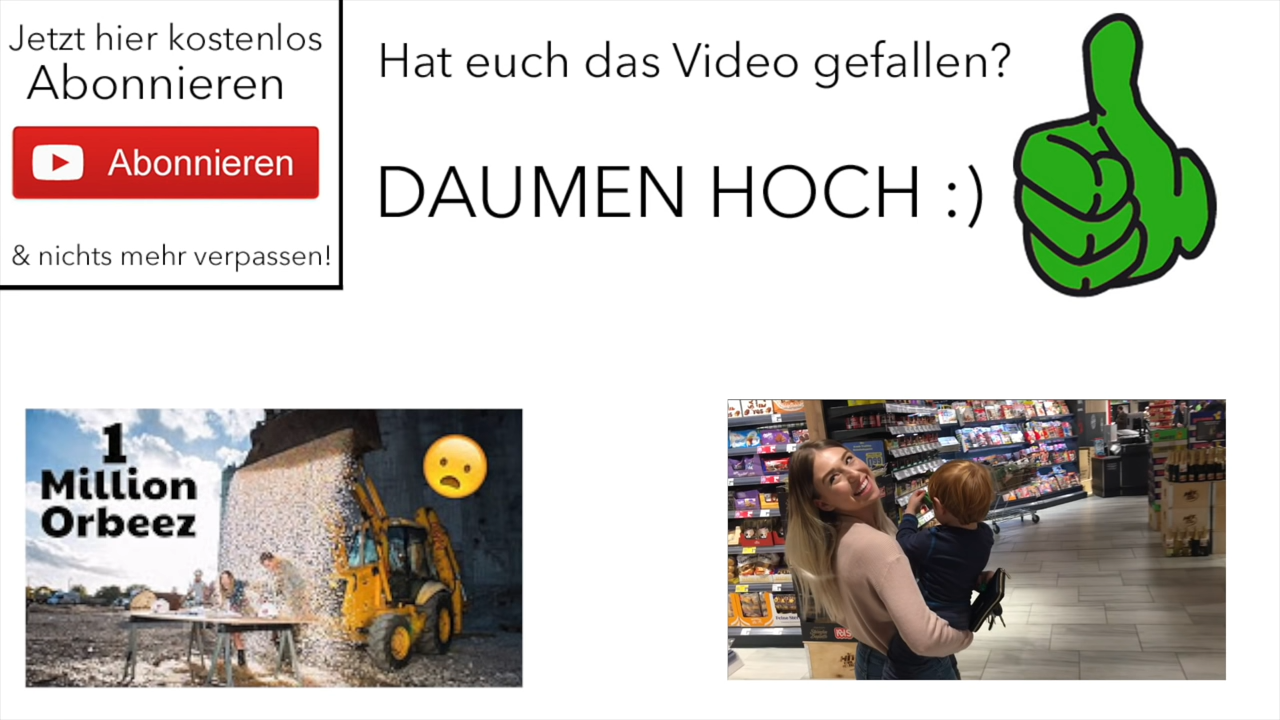 Jetzt hier kostenlos
Abonnieren
Abonnieren
& nichts mehr verpassen!
Hat euch das Video gefallen?
DAUMEN HOCH :)
1
Million
Orbeez